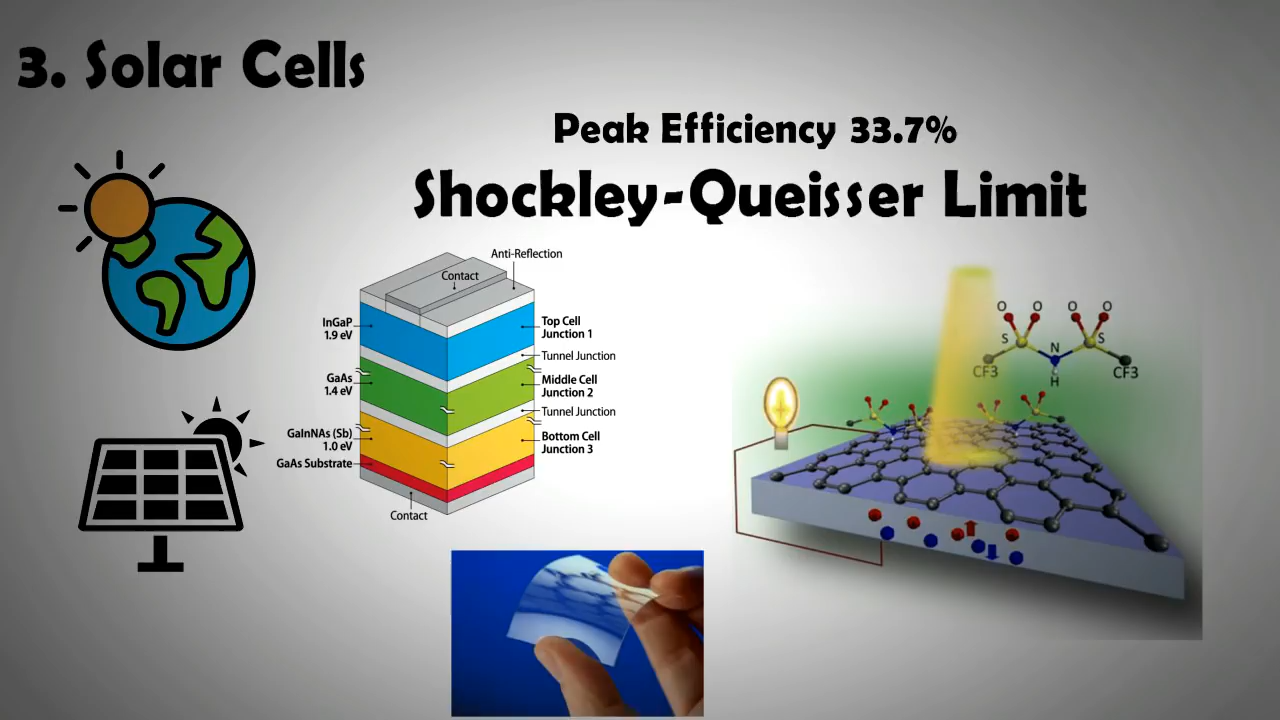 3. Solar Cells
Peak Efficiency 33.7%
Shockley-Queisser Limit
Anti-Reflection
Contact
InGaP
1.9 eV
Top Cell
Junction 1
Tunnel Junction
GaAs
1.4 eV
Middle Cell
Junction 2
Tunnel Junction
GaInNAs (Sb)
1.0 eV
Bottom Cell
Junction 3
GaAs Substrate
Contact
O O O O
S N S
H
CF3 CF3